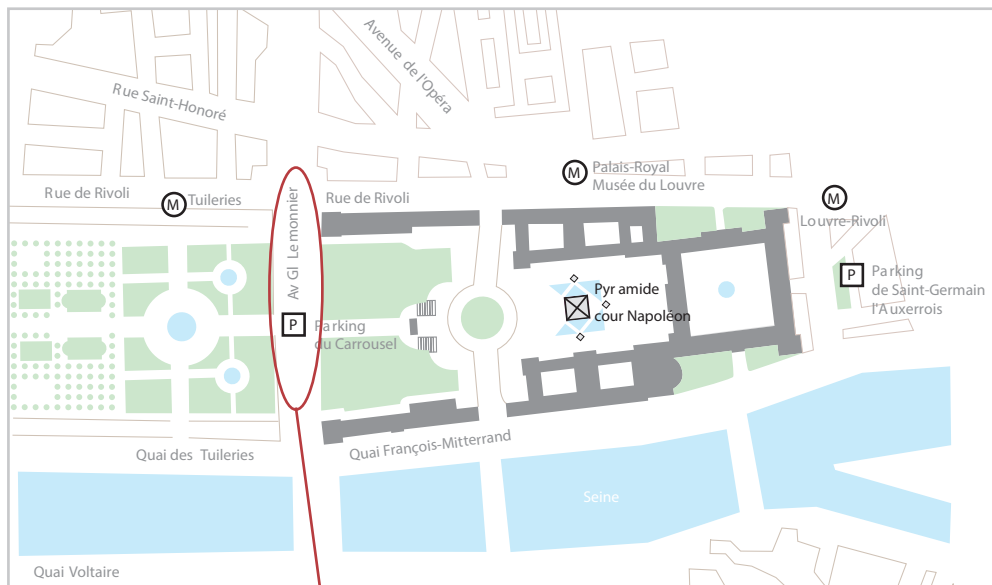 Avenue de l'Opéra
Rue Saint-Honoré
M
Palais-Royal
Musée du Louvre
Rue de Rivoli
M
Tuileries
Av Gl Lemonnier
Rue de Rivoli
M
Louvre-Rivoli
P
Parking
de Saint-Germain
l'Auxerrois
Pyr amide
cour Napoléon
P
Parking
du Carrousel
Quai François-Mitterrand
Quai des Tuileries
Seine
Quai Voltaire